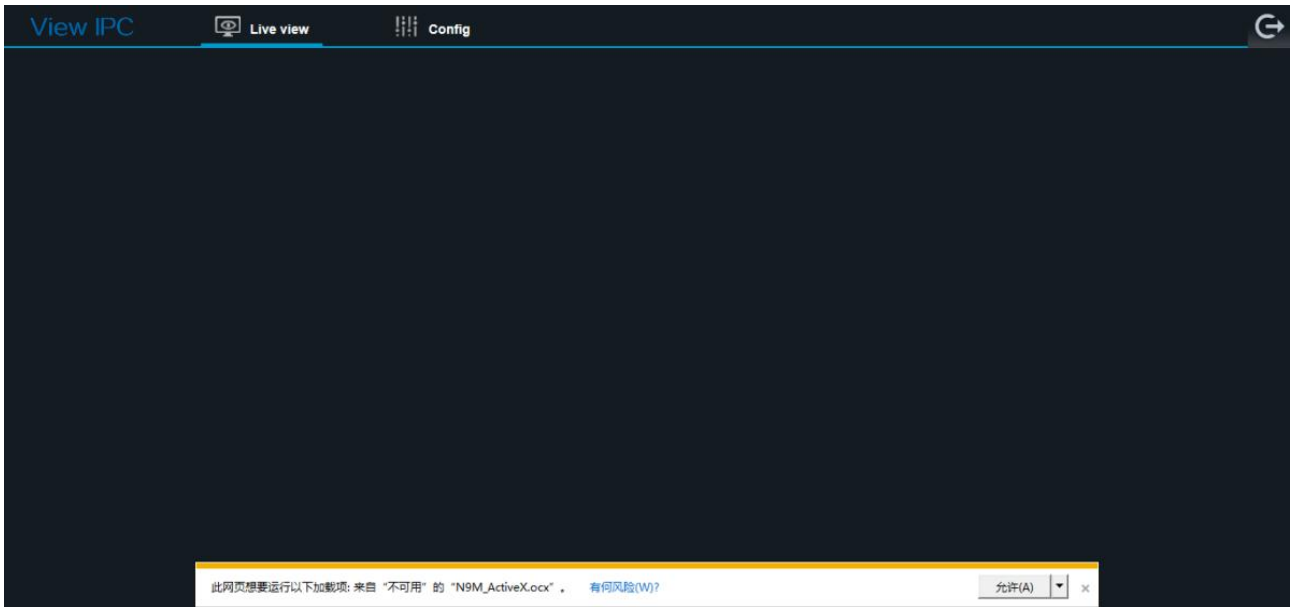 View IPC Live view Config
此网页想要运行以下加载项: 来自 “不可用” 的 “N9M_ActiveX.ocx” 。 有何风险(W)? 允许(A) ×